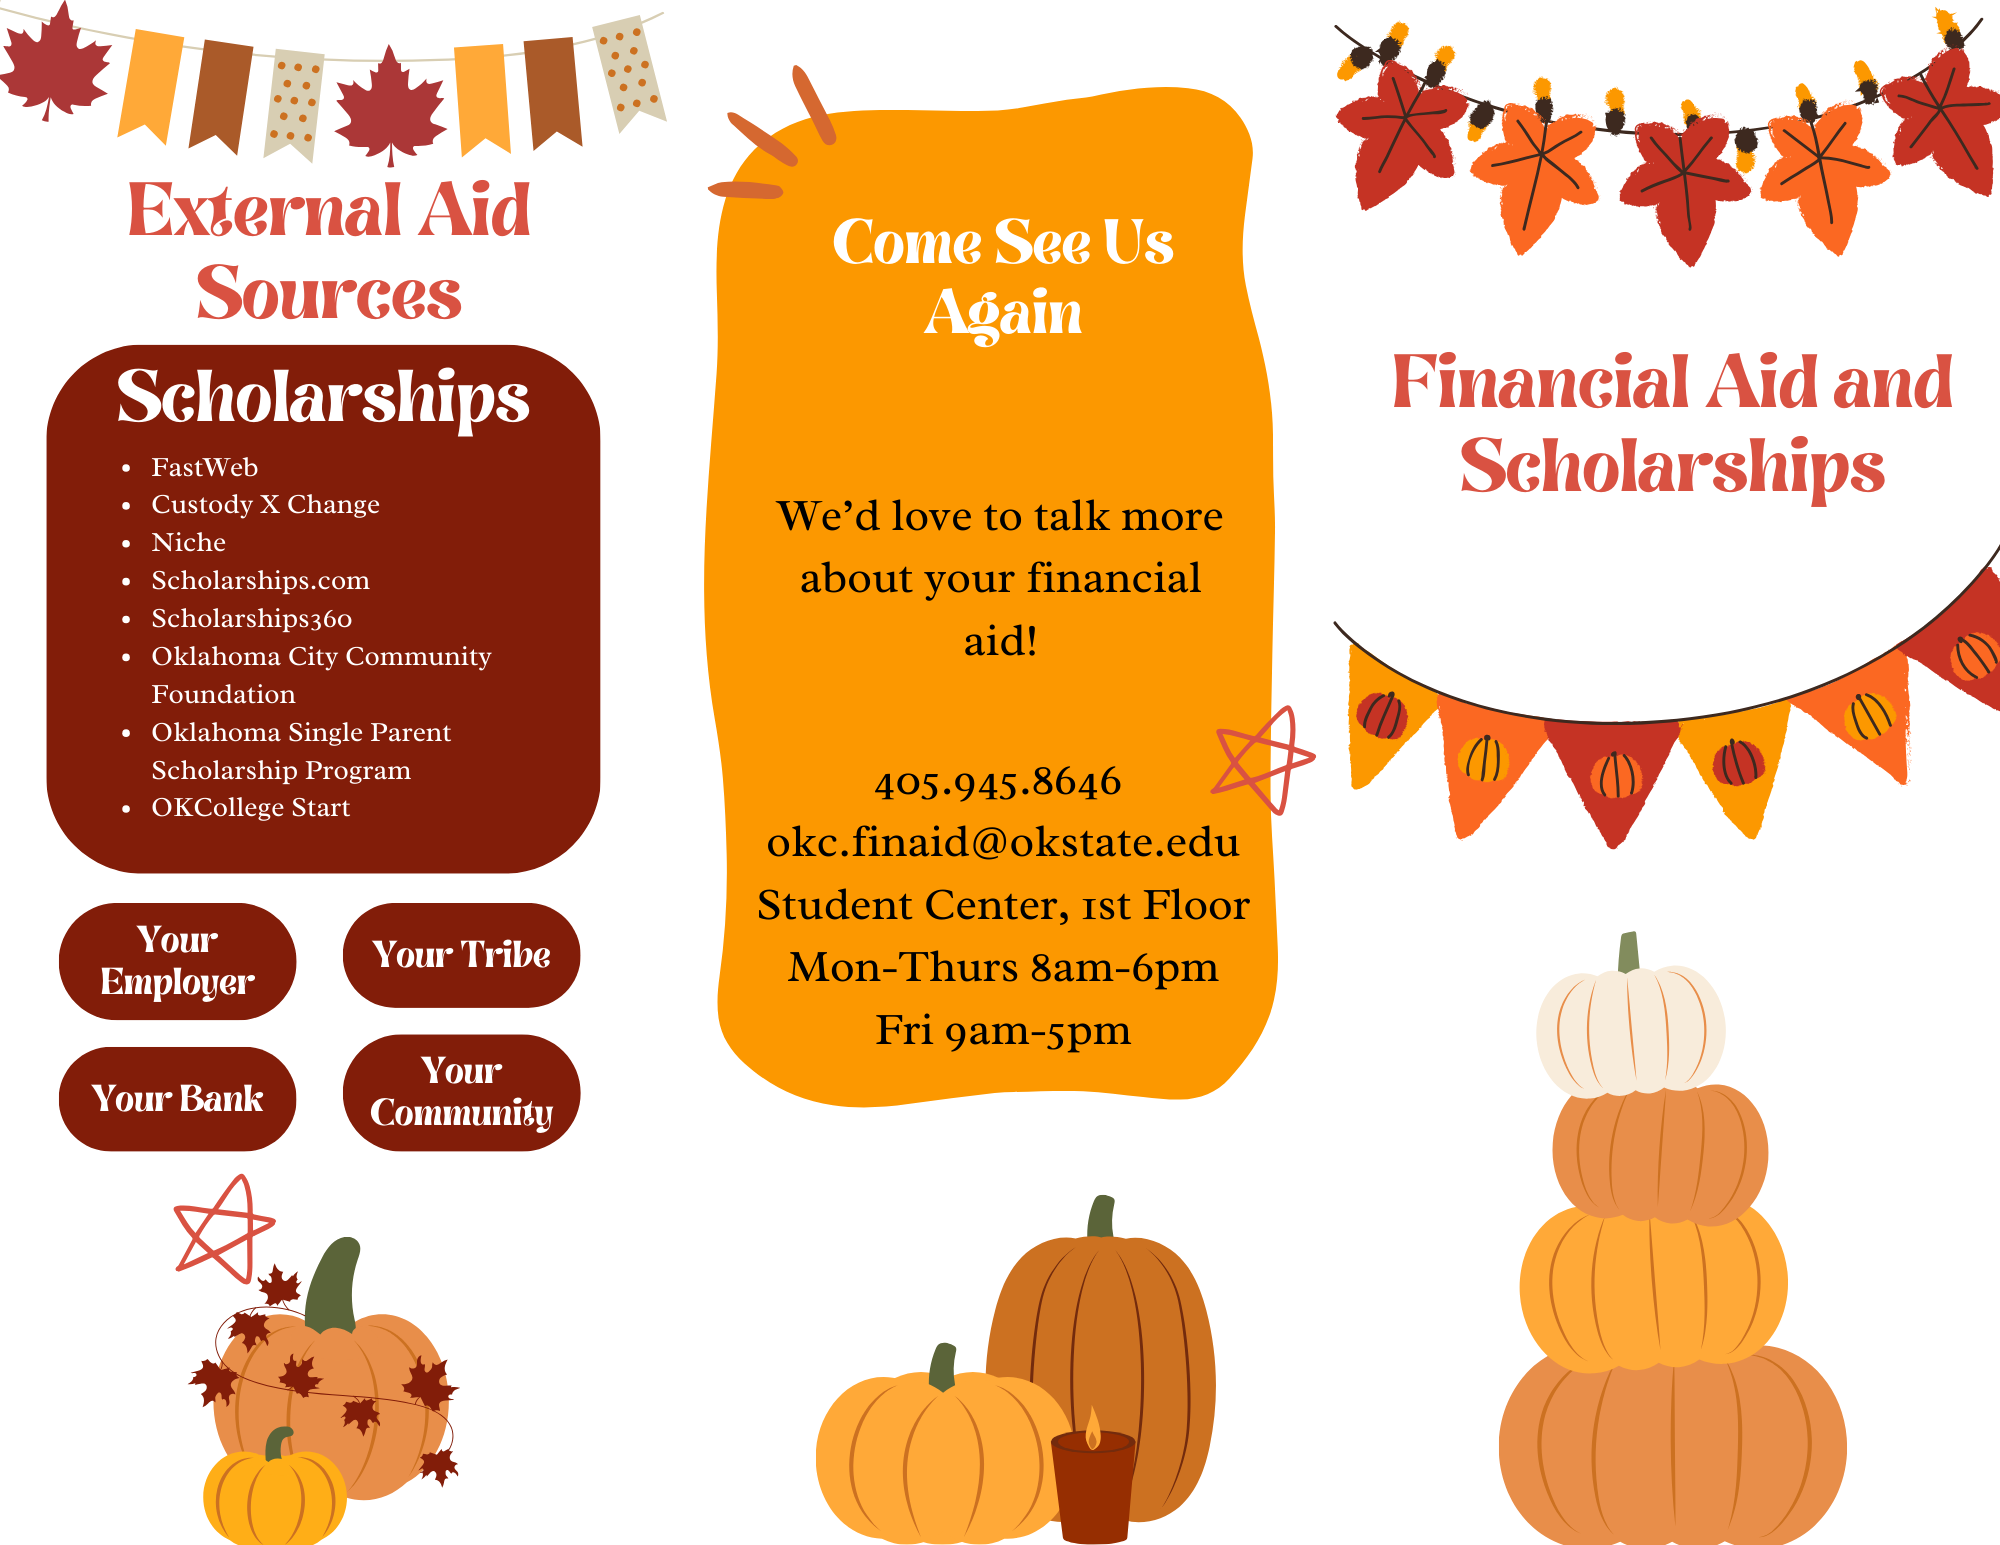 External Aid
Sources
Scholarships
• FastWeb
• Custody X Change
• Niche
• Scholarships.com
• Scholarships360
• Oklahoma City Community
Foundation
• Oklahoma Single Parent
Scholarship Program
• OKCollege Start
Your
Employer
Your Tribe
Your Bank
Your
Community
Come See Us
Again
We’d love to talk more
about your financial
aid!
405.945.8646
okc.finaid@okstate.edu
Student Center, 1st Floor
Mon-Thurs 8am-6pm
Fri 9am-5pm
Financial Aid and
Scholarships